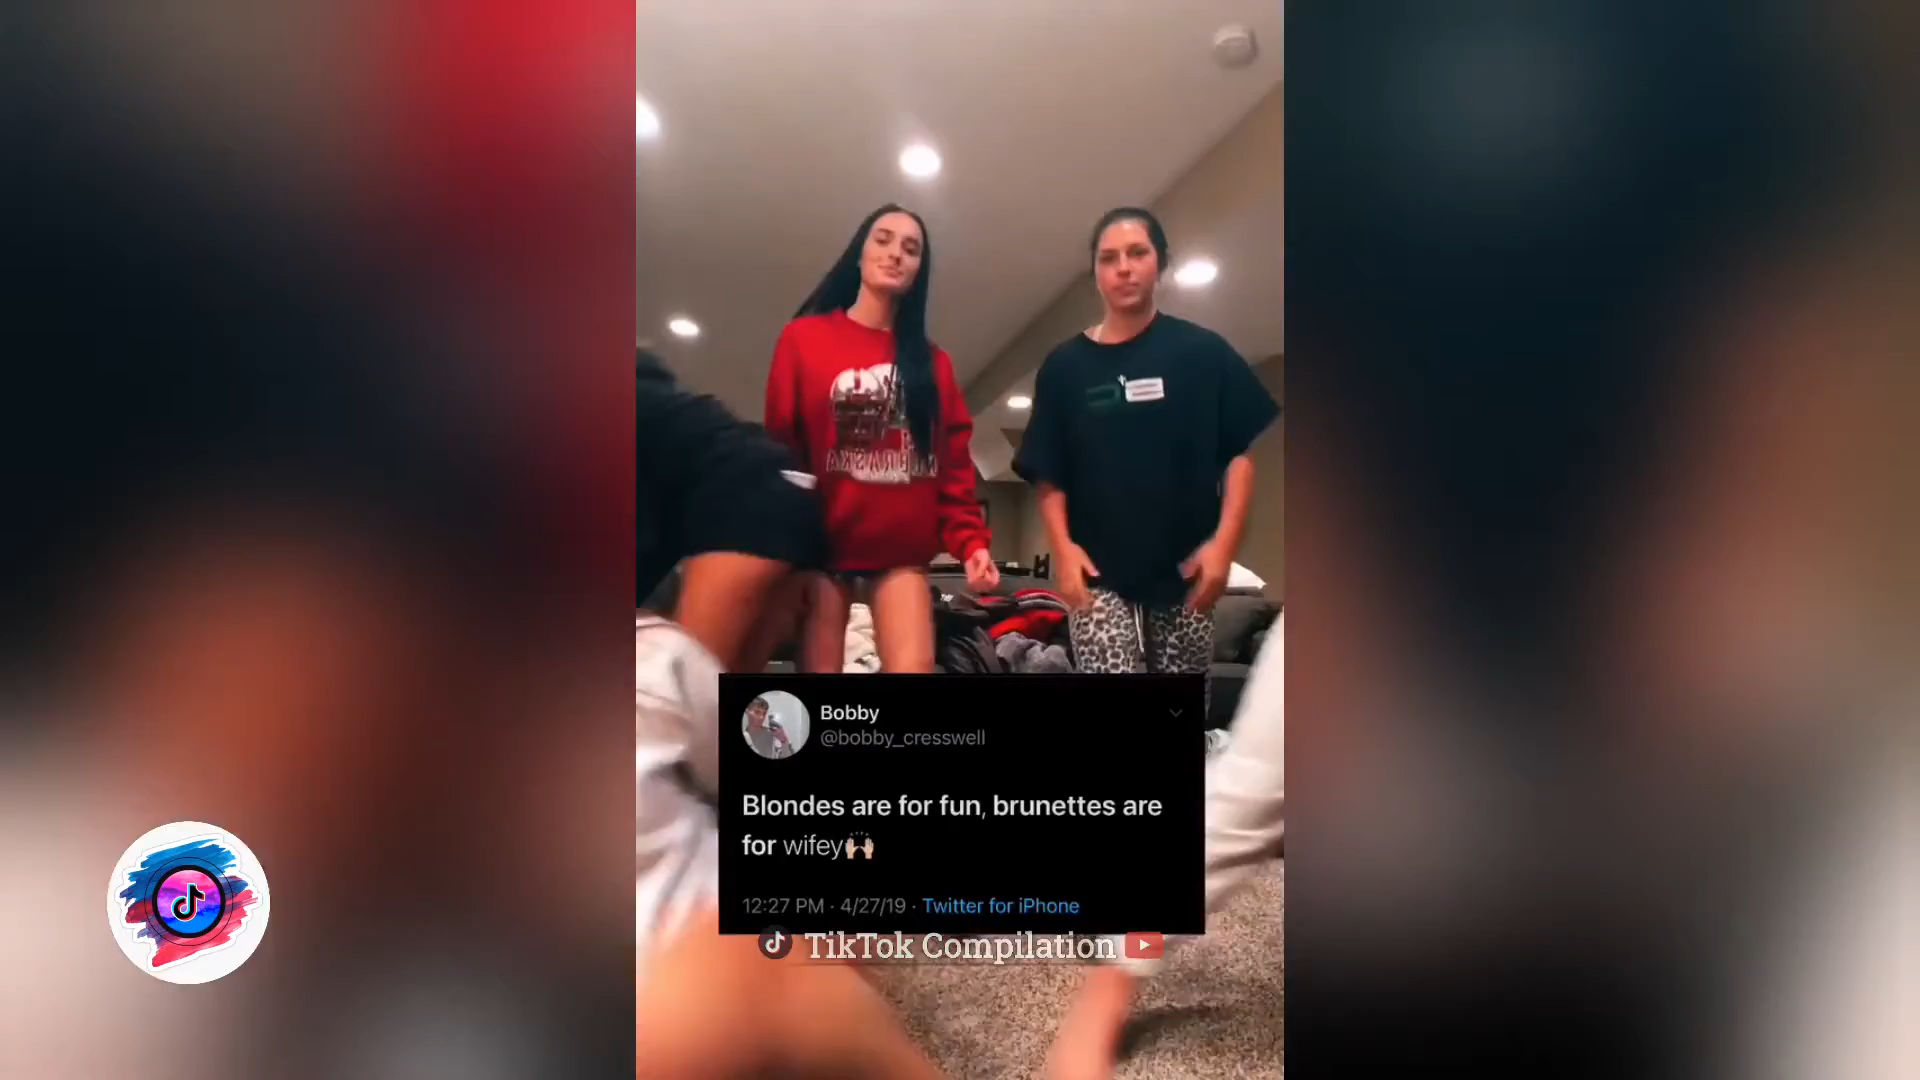 NEBRASKA
Bobby
@bobby_cresswell
Blondes are for fun, brunettes are
for wifey🙌🏼
12:27 PM · 4/27/19 · Twitter for iPhone
TikTok Compilation